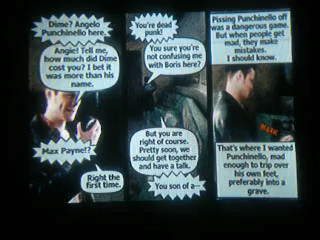 Dime? Angelo
Punchinello here.
Angie! Tell me,
how much did Dime
cost you? I bet it
was more than his
name.
Max Payne!?
Right the
first time.
You're dead
punk!
You sure you're
not confusing me
with Boris here?
But you are
right of course.
Pretty soon, we
should get together
and have a talk.
You son of a--
Pissing Punchinello off
was a dangerous game.
But when people get
mad, they make
mistakes.
I should know.
That's where I wanted
Punchinello, mad
enough to trip over
his own feet,
preferably into a
grave.